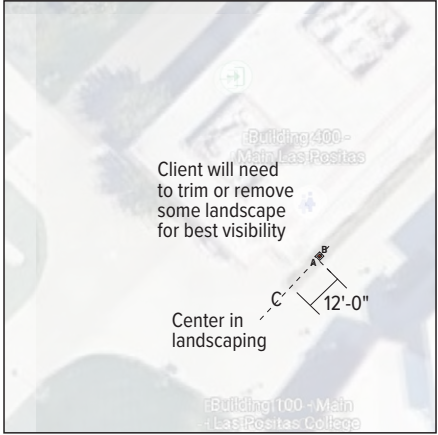 Building 400 -
Main Las Positas
Client will need
to trim or remove
some landscape
for best visibility
B'
A
C
12'-0"
Center in
landscaping
Building 100 - Main
- Las Positas College